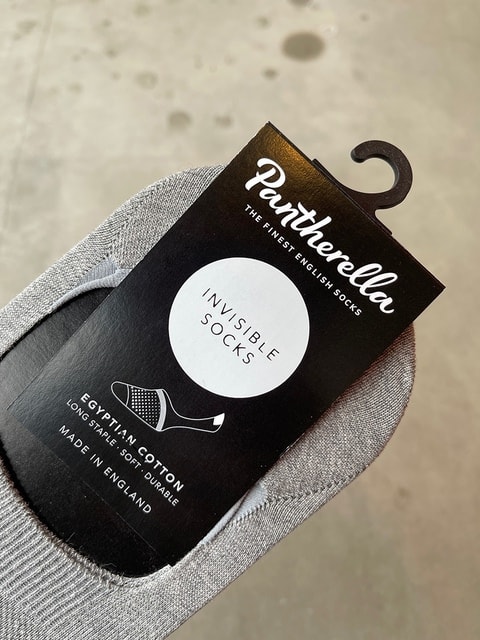 Pantherella
THE FINEST ENGLISH SOCKS
INVISIBLE
SOCKS
EGYPTIAN COTTON
LONG STAPLE · SOFT · DURABLE
MADE IN ENGLAND